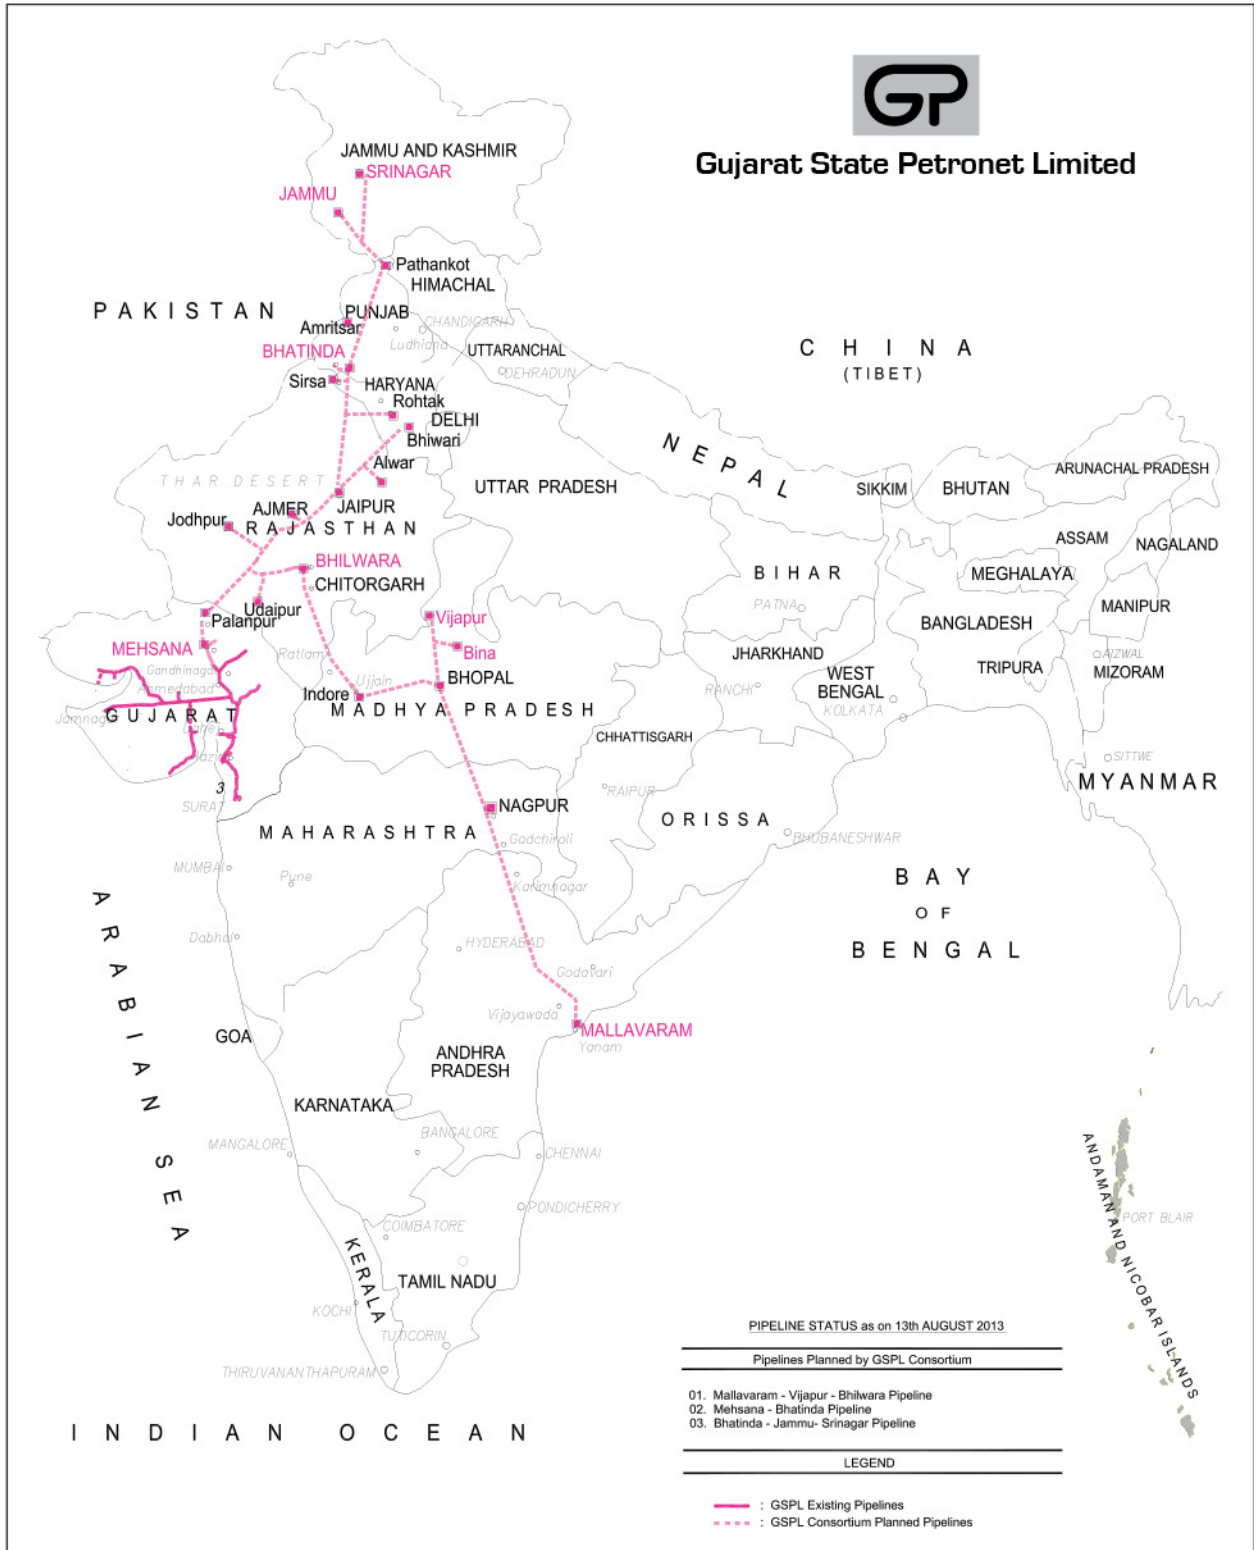 GP
Gujarat State Petronet Limited
JAMMU AND KASHMIR
SRINAGAR
JAMMU
Pathankot
HIMACHAL
PAKISTAN
PUNJAB
Amritsar
CHANDIGARH
Ludhiana
BHATINDA
UTTARANCHAL
DEHRADUN
CHINA
(TIBET)
Sirsa
HARYANA
Rohtak
DELHI
Bhiwari
NEPAL
Alwar
THAR DESERT
JAIPUR
UTTAR PRADESH
SIKKIM
BHUTAN
ARUNACHAL PRADESH
AJMER
Jodhpur
RAJASTHAN
ASSAM
NAGALAND
BHILWARA
CHITORGARH
BIHAR
MEGHALAYA
PATNA
MANIPUR
Udaipur
Palanpur
Vijapur
BANGLADESH
MEHSANA
Bina
JHARKHAND
AIZWAL
Gandhinagar
Ratlam
WEST
BENGAL
TRIPURA
MIZORAM
Ahmedabad
Ujjain
BHOPAL
RANCHI
Indore
KOLKATA
GUJARAT
MADHYA PRADESH
CHHATTISGARH
SITTWE
MYANMAR
3
SURAT
RAIPUR
NAGPUR
ORISSA
MAHARASHTRA
Gadchiroli
BHUBANESHWAR
MUMBAI
Pune
Karimnagar
BAY
OF
BENGAL
ARABIAN SEA
Dabhol
HYDERABAD
Godavari
Vijayawada
MALLAVARAM
Yanam
GOA
ANDHRA
PRADESH
KARNATAKA
BANGALORE
MANGALORE
CHENNAI
PONDICHERRY
COIMBATORE
KERALA
TAMIL NADU
KOCHI
TUTICORIN
THIRUVANANTHAPURAM
ANDAMAN AND NICOBAR ISLANDS
PORT BLAIR
INDIAN OCEAN
PIPELINE STATUS as on 13th AUGUST 2013
Pipelines Planned by GSPL Consortium
01. Mallavaram - Vijapur - Bhilwara Pipeline
02. Mehsana - Bhatinda Pipeline
03. Bhatinda - Jammu- Srinagar Pipeline
LEGEND
: GSPL Existing Pipelines
: GSPL Consortium Planned Pipelines